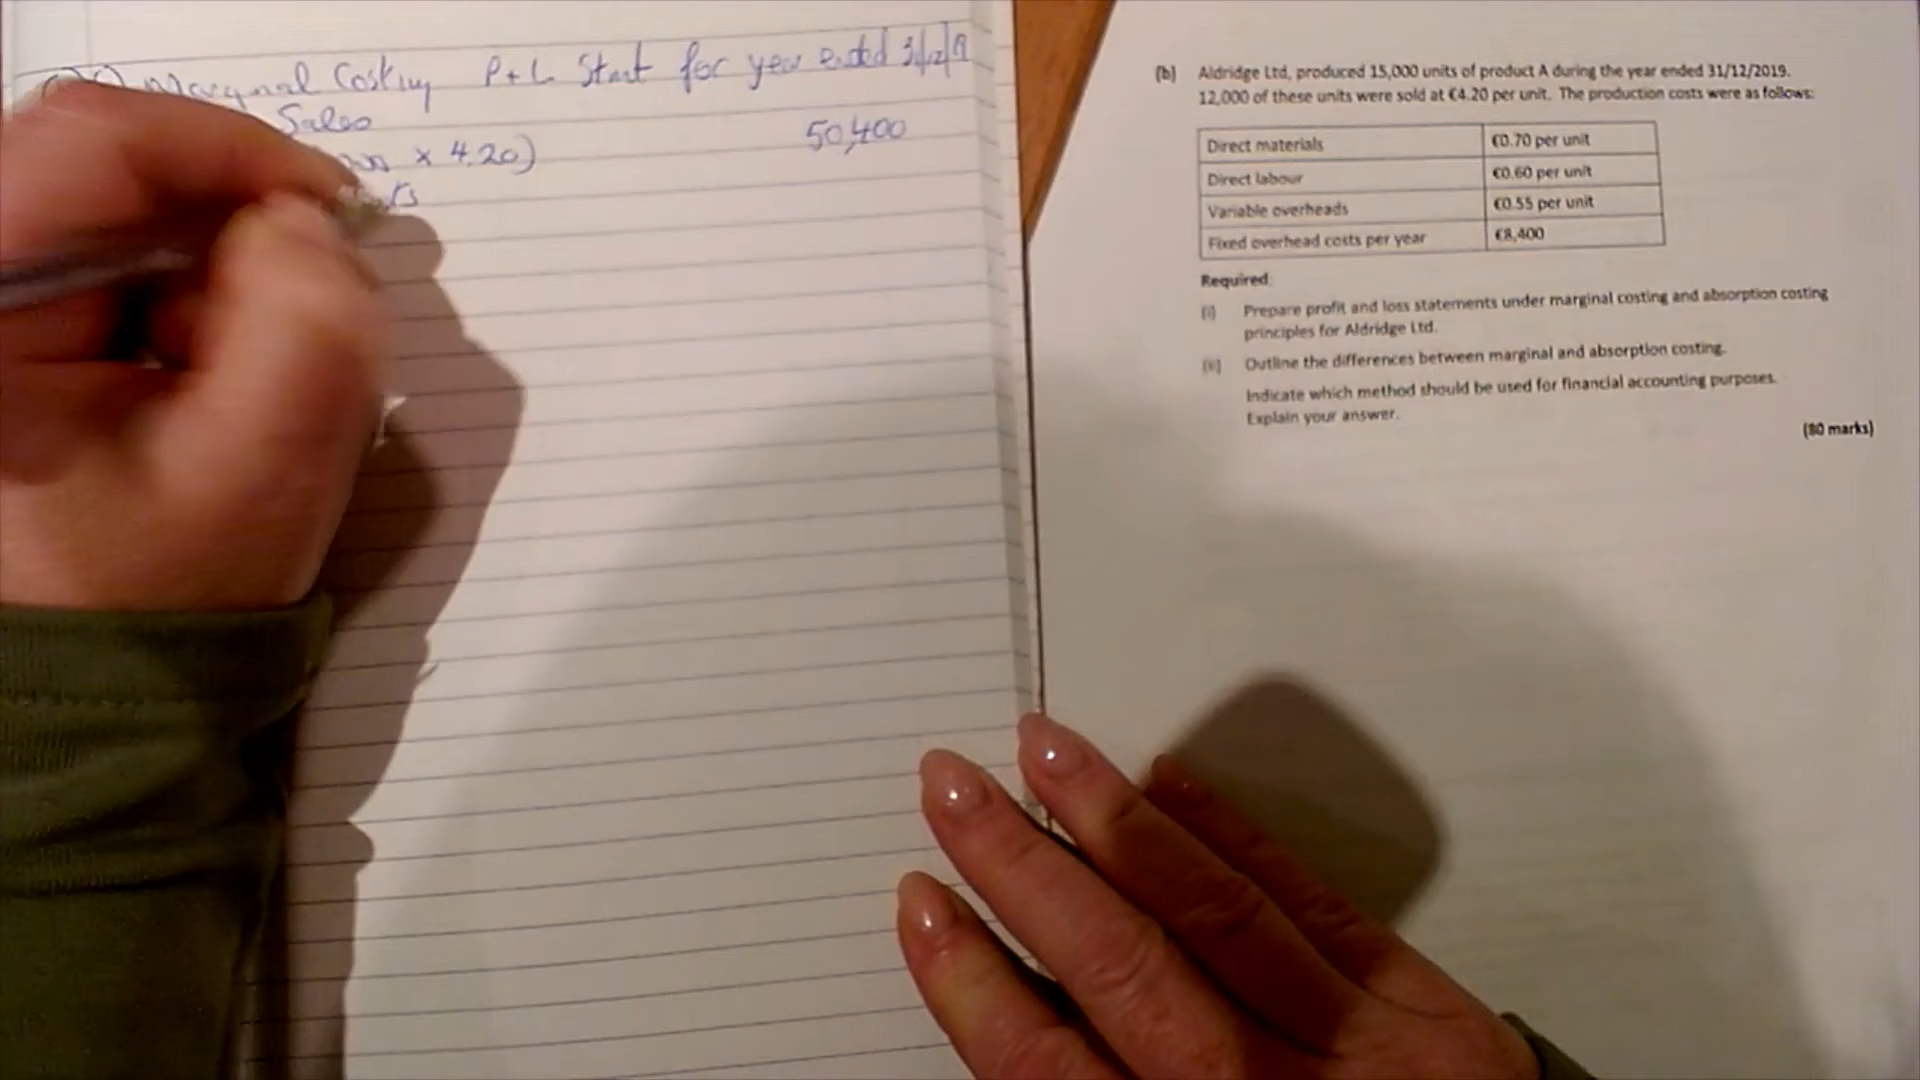 Marginal Costing P+L Stat for year ended 31/12/19
Sales
x 4.20)
50,400
(b) Aldridge Ltd, produced 15,000 units of product A during the year ended 31/12/2019.
12,000 of these units were sold at €4.20 per unit. The production costs were as follows:
Direct materials €0.70 per unit
Direct labour €0.60 per unit
Variable overheads €0.55 per unit
Fixed overhead costs per year €8,400
Required
(i) Prepare profit and loss statements under marginal costing and absorption costing
principles for Aldridge Ltd.
(ii) Outline the differences between marginal and absorption costing.
Indicate which method should be used for financial accounting purposes.
Explain your answer.
(80 marks)